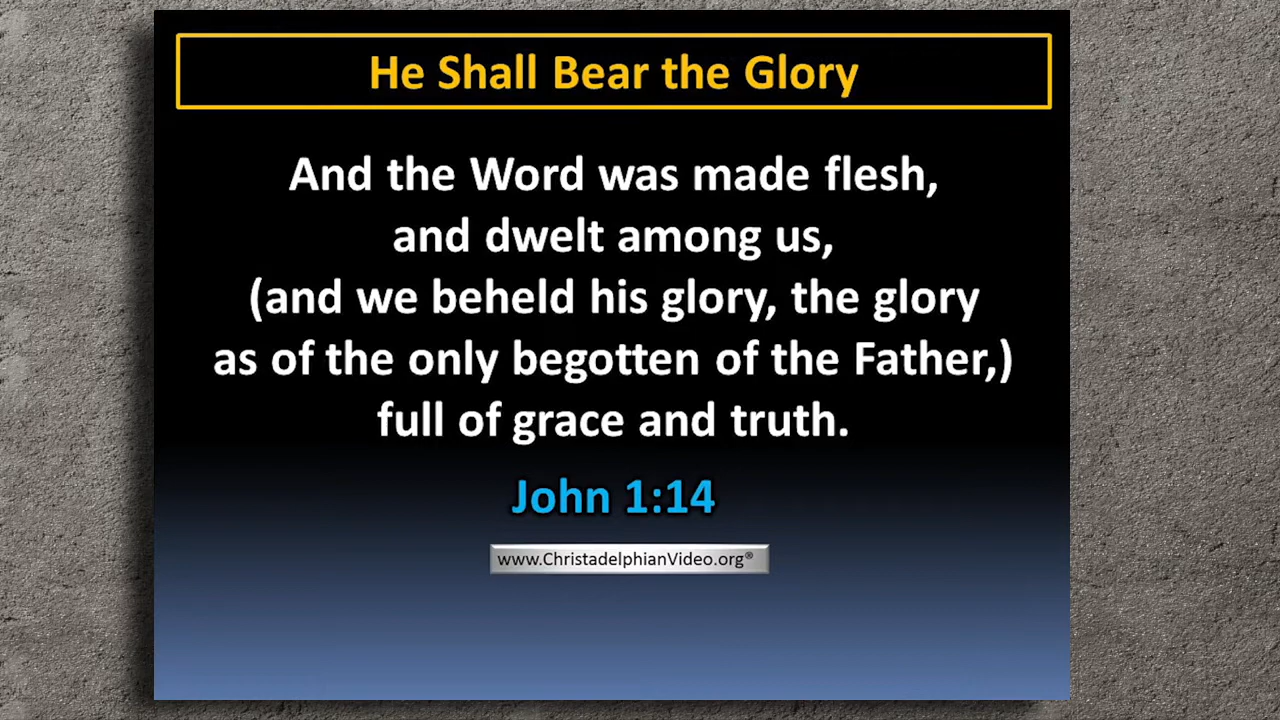 He Shall Bear the Glory
And the Word was made flesh,
and dwelt among us,
(and we beheld his glory, the glory
as of the only begotten of the Father,)
full of grace and truth.
John 1:14
www.ChristadelphianVideo.org®